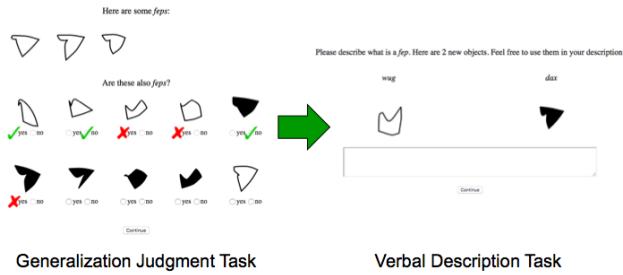 Here are some feps:
Are these also feps?
yes no yes no yes no yes no yes no
yes no yes no yes no yes no yes no
Continue
Generalization Judgment Task
Please describe what is a fep. Here are 2 new objects. Feel free to use them in your description
wug dax
Continue
Verbal Description Task